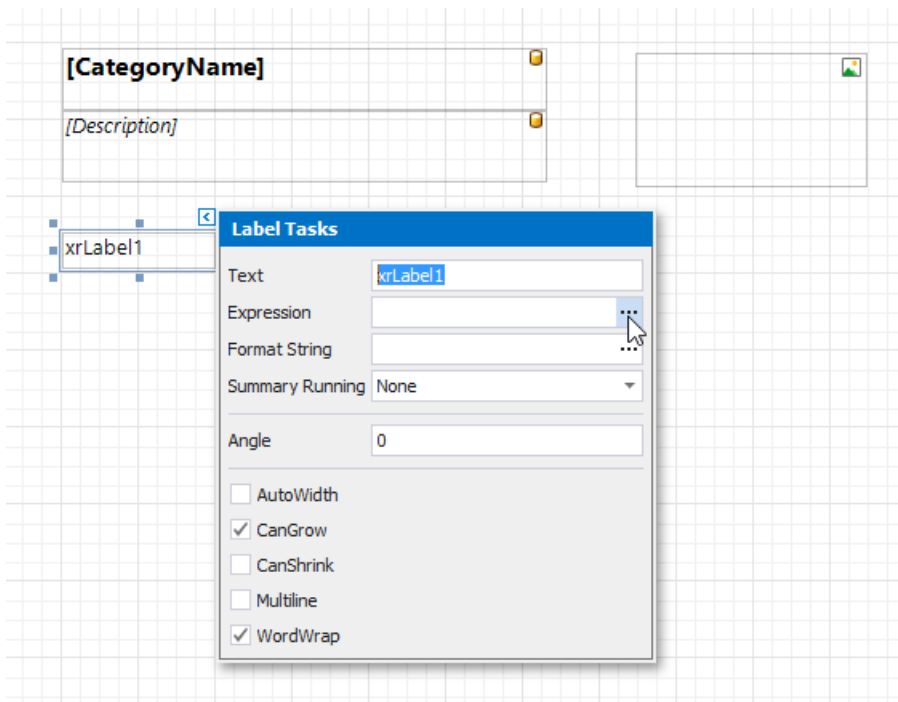 [CategoryName]
[Description]
xrLabel1
Label Tasks
Text xrLabel1
Expression ...
Format String ...
Summary Running None
Angle 0
AutoWidth
CanGrow
CanShrink
Multiline
WordWrap